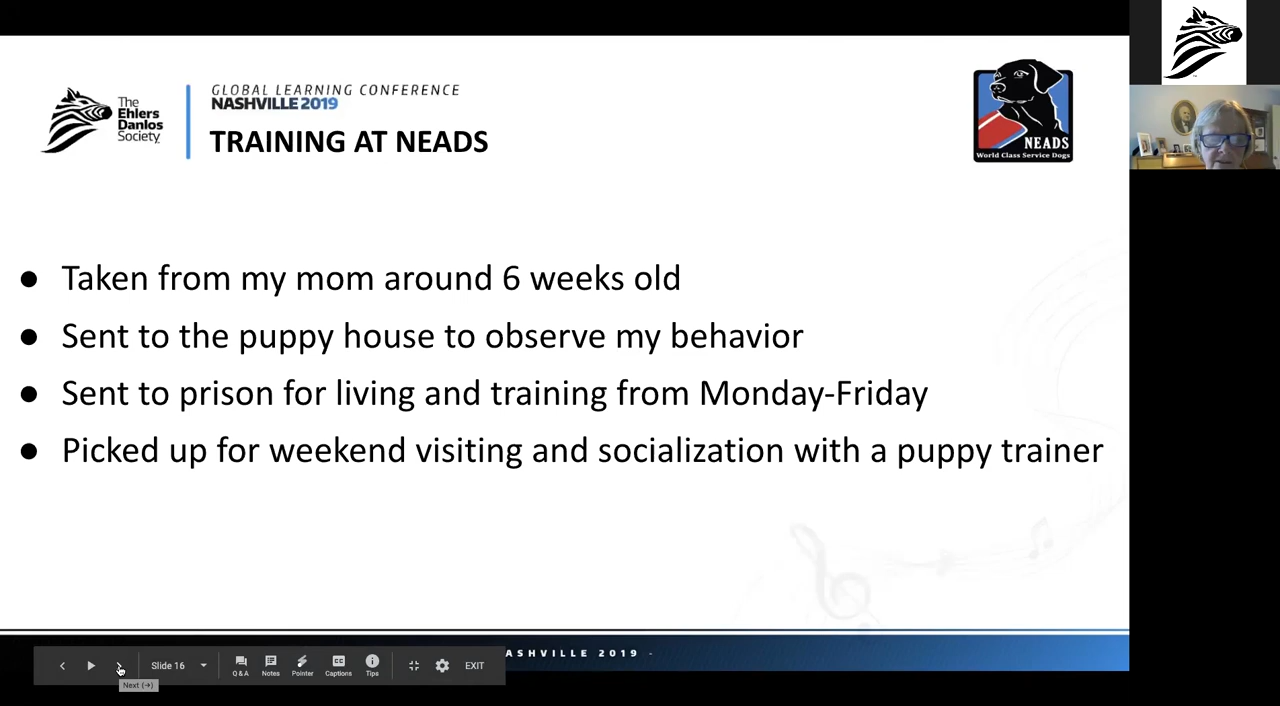 The
Ehlers
Danlos
Society
GLOBAL LEARNING CONFERENCE
NASHVILLE 2019
TRAINING AT NEADS
NEADS
World Class Service Dogs
● Taken from my mom around 6 weeks old
● Sent to the puppy house to observe my behavior
● Sent to prison for living and training from Monday-Friday
● Picked up for weekend visiting and socialization with a puppy trainer
ASHVILLE 2019 -
Slide 16
Q & A
Notes
Pointer
Captions
Tips
EXIT
Next (→)